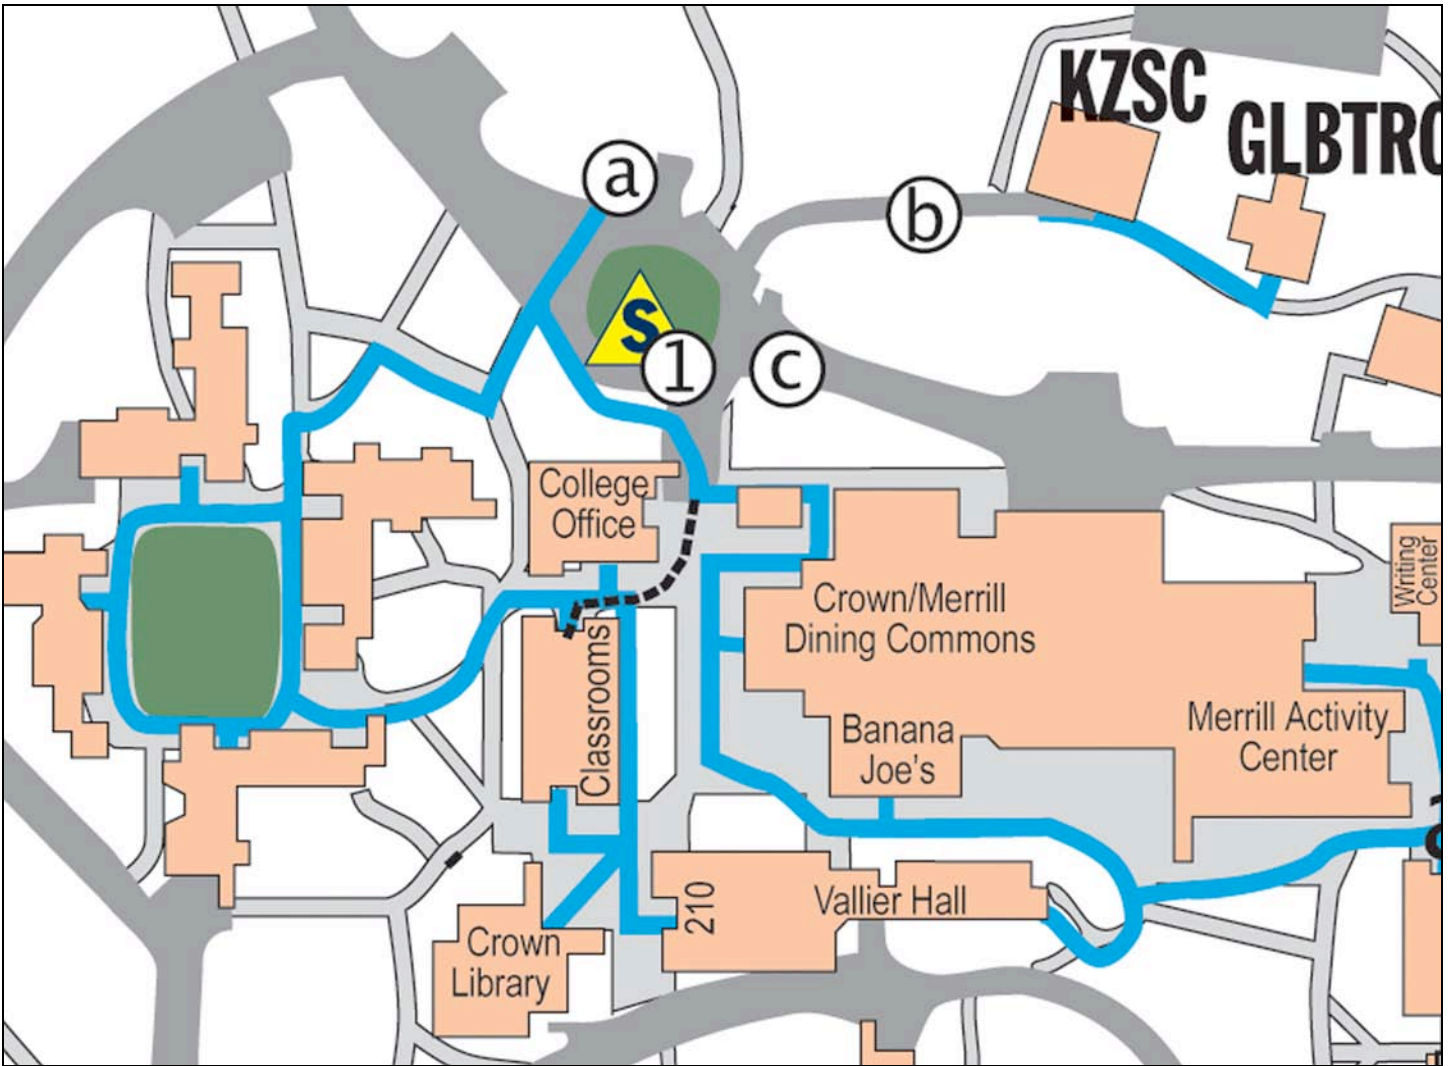 KZSC
GLBTRC
a
b
S
1
c
College
Office
Writing
Center
Crown/Merrill
Dining Commons
Classrooms
Banana
Joe's
Merrill Activity
Center
210
Vallier Hall
Crown
Library